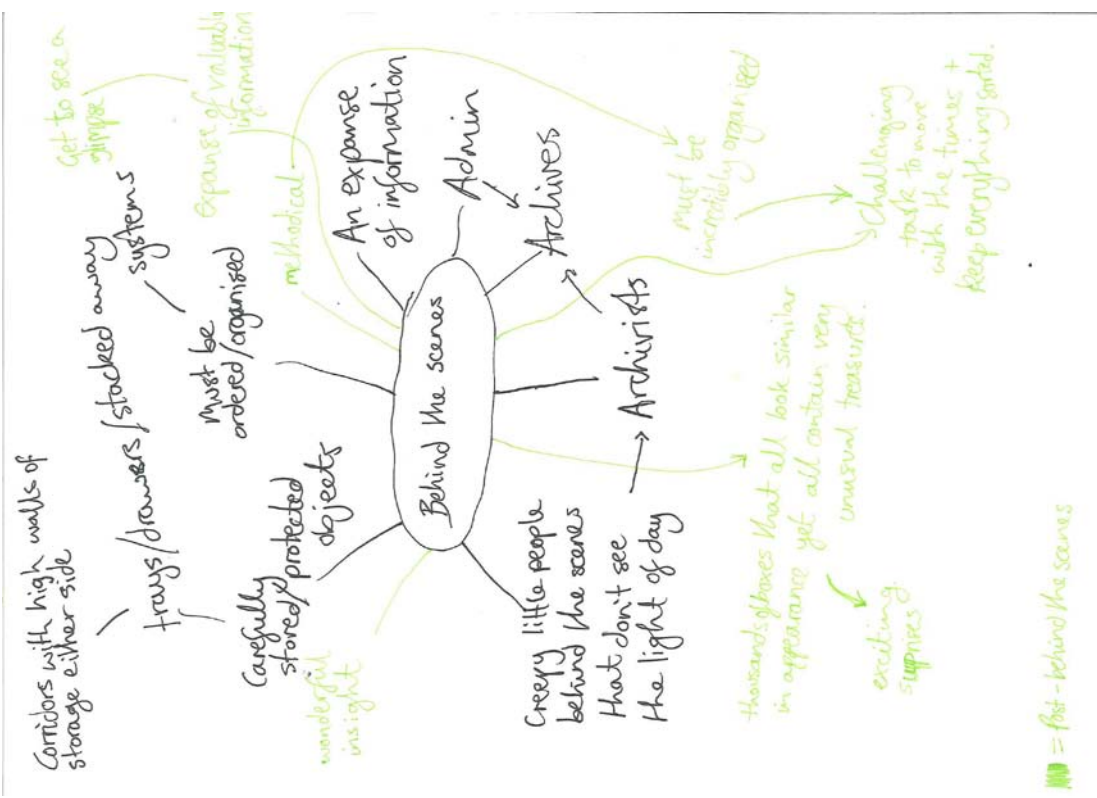 Corridors with high walls of
storage either side
trays/drawers/stacked away
systems
Must be
ordered/organised
Carefully
stored/protected
objects
wonderful
insight
Get to see a
glimpse
expanse of valuable
information
methodical
An expanse
of information
Admin
Archives
Behind the scenes
Archivists
Creepy little people
behind the scenes
that don't see
the light of day
must be
incredibly organised
Challenging
task to move
with the times +
keep everything sorted.
thousands of boxes that all look similar
in appearance yet all contain very
unusual treasures.
exciting
suprises
= Post-behind the scenes